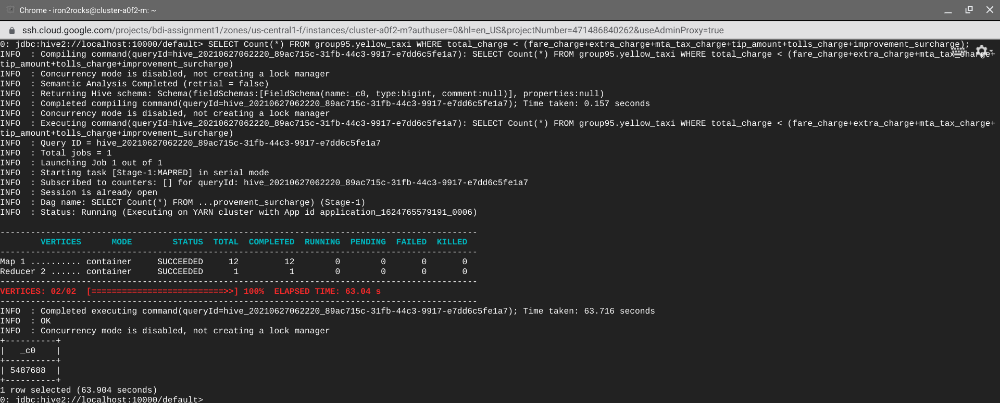 Chrome - iron2rocks@cluster-a0f2-m: ~
ssh.cloud.google.com/projects/bdi-assignment1/zones/us-central1-f/instances/cluster-a0f2-m?authuser=0&hl=en_US&projectNumber=471486840262&useAdminProxy=true
0: jdbc:hive2://localhost:10000/default> SELECT Count(*) FROM group95.yellow_taxi WHERE total_charge < (fare_charge+extra_charge+mta_tax_charge+tip_amount+tolls_charge+improvement_surcharge);
INFO  : Compiling command(queryId=hive_20210627062220_89ac715c-31fb-44c3-9917-e7dd6c5fe1a7): SELECT Count(*) FROM group95.yellow_taxi WHERE total_charge < (fare_charge+extra_charge+mta_tax_charge+
tip_amount+tolls_charge+improvement_surcharge)
INFO  : Concurrency mode is disabled, not creating a lock manager
INFO  : Semantic Analysis Completed (retrial = false)
INFO  : Returning Hive schema: Schema(fieldSchemas:[FieldSchema(name:_c0, type:bigint, comment:null)], properties:null)
INFO  : Completed compiling command(queryId=hive_20210627062220_89ac715c-31fb-44c3-9917-e7dd6c5fe1a7); Time taken: 0.157 seconds
INFO  : Concurrency mode is disabled, not creating a lock manager
INFO  : Executing command(queryId=hive_20210627062220_89ac715c-31fb-44c3-9917-e7dd6c5fe1a7): SELECT Count(*) FROM group95.yellow_taxi WHERE total_charge < (fare_charge+extra_charge+mta_tax_charge+
tip_amount+tolls_charge+improvement_surcharge)
INFO  : Query ID = hive_20210627062220_89ac715c-31fb-44c3-9917-e7dd6c5fe1a7
INFO  : Total jobs = 1
INFO  : Launching Job 1 out of 1
INFO  : Starting task [Stage-1:MAPRED] in serial mode
INFO  : Subscribed to counters: [] for queryId: hive_20210627062220_89ac715c-31fb-44c3-9917-e7dd6c5fe1a7
INFO  : Session is already open
INFO  : Dag name: SELECT Count(*) FROM ...provement_surcharge) (Stage-1)
INFO  : Status: Running (Executing on YARN cluster with App id application_1624765579191_0006)
----------------------------------------------------------------------------------------------
        VERTICES      MODE        STATUS  TOTAL  COMPLETED  RUNNING  PENDING  FAILED  KILLED
----------------------------------------------------------------------------------------------
Map 1 .......... container     SUCCEEDED     12         12        0        0       0       0
Reducer 2 ...... container     SUCCEEDED      1          1        0        0       0       0
----------------------------------------------------------------------------------------------
VERTICES: 02/02  [==========================>>] 100%  ELAPSED TIME: 63.04 s
----------------------------------------------------------------------------------------------
INFO  : Completed executing command(queryId=hive_20210627062220_89ac715c-31fb-44c3-9917-e7dd6c5fe1a7); Time taken: 63.716 seconds
INFO  : OK
INFO  : Concurrency mode is disabled, not creating a lock manager
+----------+
|   _c0    |
+----------+
| 5487688  |
+----------+
1 row selected (63.904 seconds)
0: jdbc:hive2://localhost:10000/default>